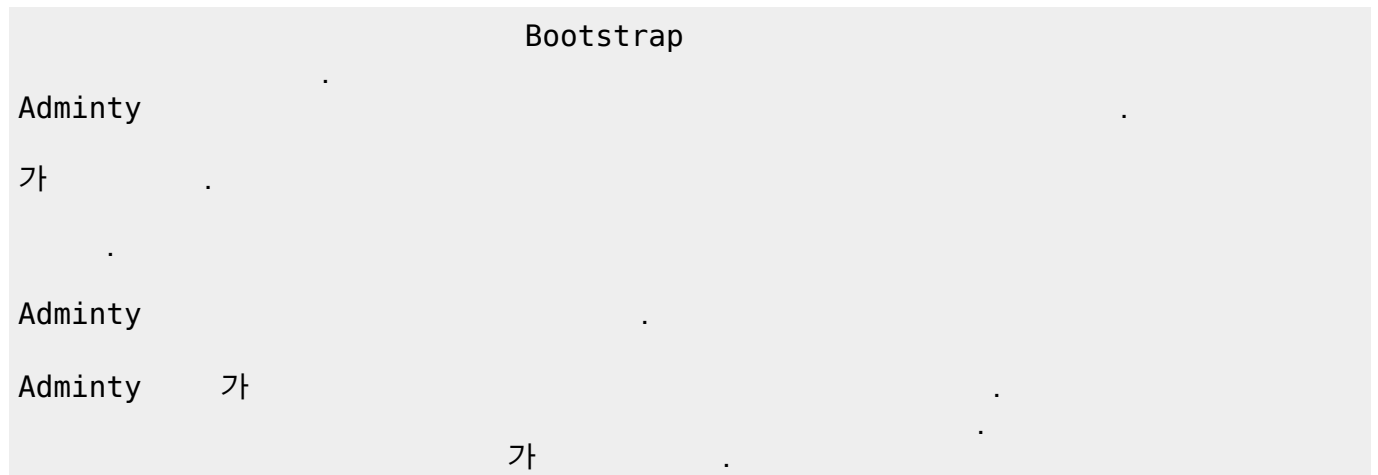 Bootstrap
.
Adminty .
가 .
.
Adminty .
Adminty 가 .
.
가 .